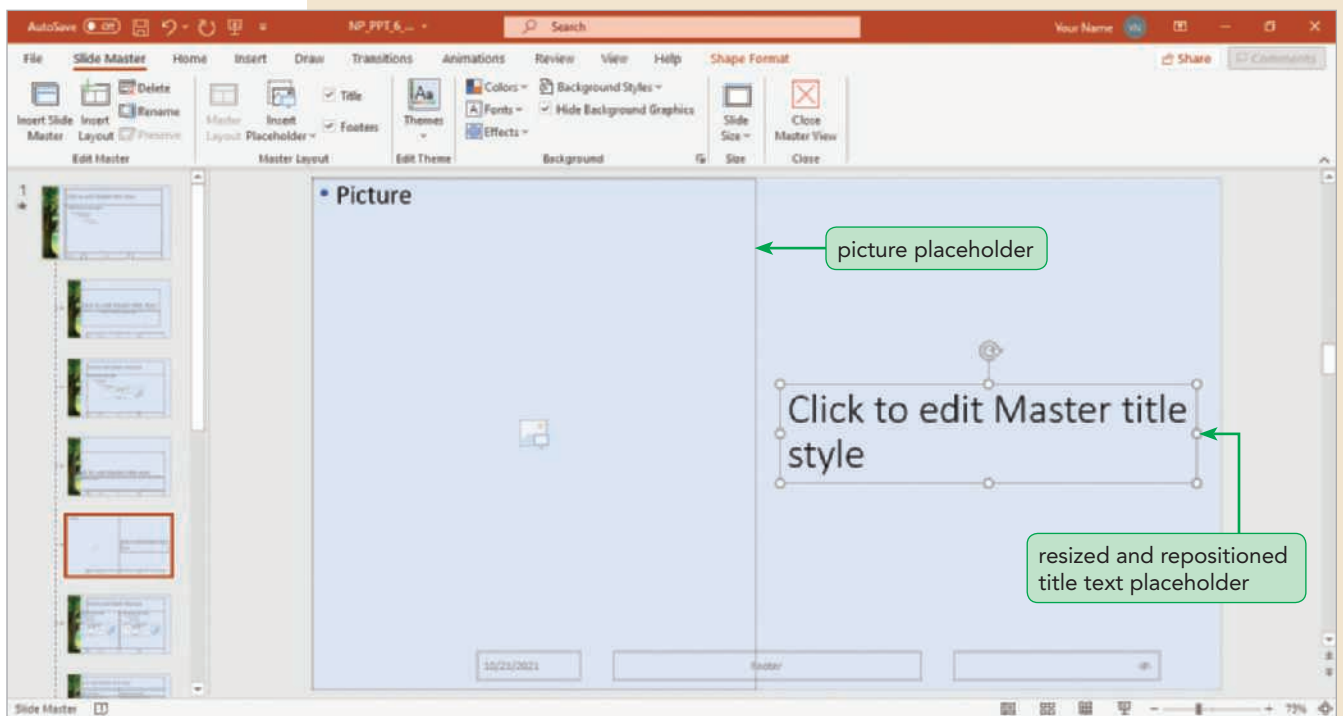 AutoSave Off NP_PPT_6_... Search Your Name YN
File Slide Master Home Insert Draw Transitions Animations Review View Help Shape Format Share Comments
Insert Slide Master
Insert Layout
Delete
Rename
Preserve
Edit Master
Master Layout
Insert Placeholder
Title
Footers
Master Layout
Aa
Themes
Edit Theme
Colors
Fonts
Effects
Background Styles
Hide Background Graphics
Background
Slide Size
Size
Close Master View
Close
1
• Picture
picture placeholder
Click to edit Master title
style
resized and repositioned
title text placeholder
10/21/2021 Footer
Slide Master 73%